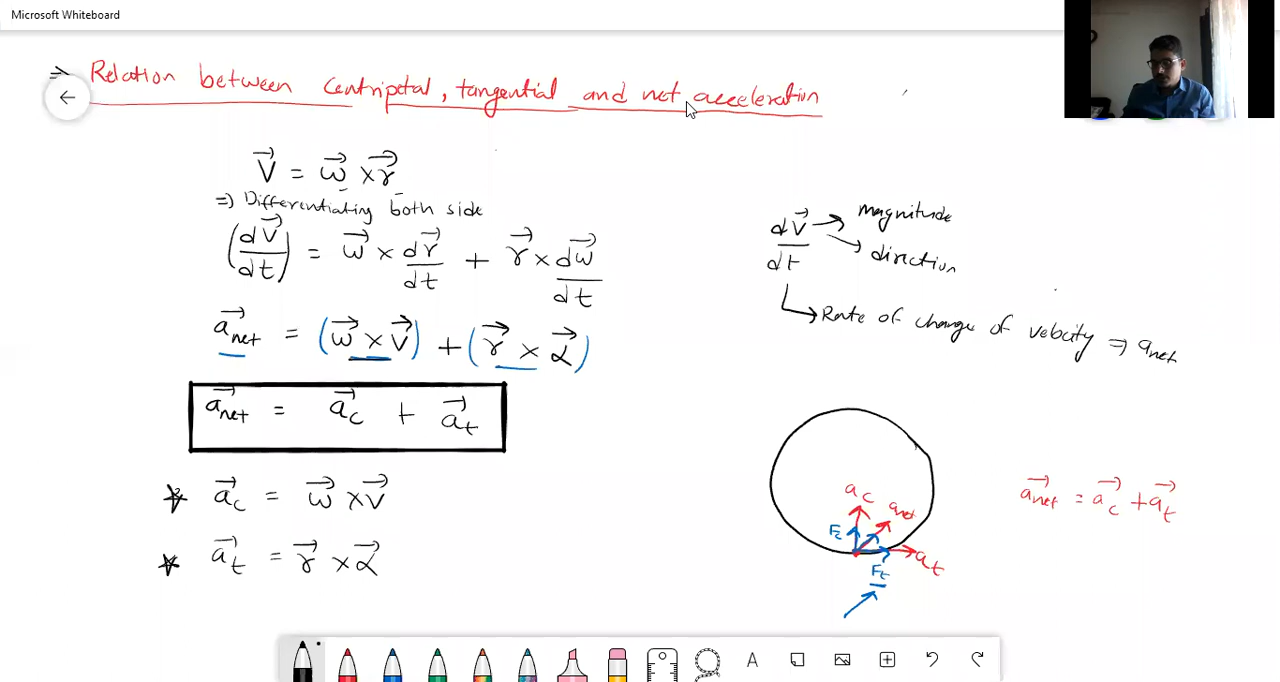 Microsoft Whiteboard
⇒ Relation between centripetal, tangential and net acceleration
V⃗ = ω⃗ × r⃗
⇒ Differentiating both side
(dV⃗/dt) = ω⃗ × dr⃗/dt + r⃗ × dω⃗/dt
a⃗net = (ω⃗ × V⃗) + (r⃗ × α⃗)
a⃗net = a⃗c + a⃗t
a⃗c = ω⃗ × V⃗
a⃗t = r⃗ × α⃗
dV⃗/dt → magnitude
→ direction
→ Rate of change of velocity ⇒ anet
ac
anet
Fc
at
Ft
a⃗net = a⃗c + a⃗t
A